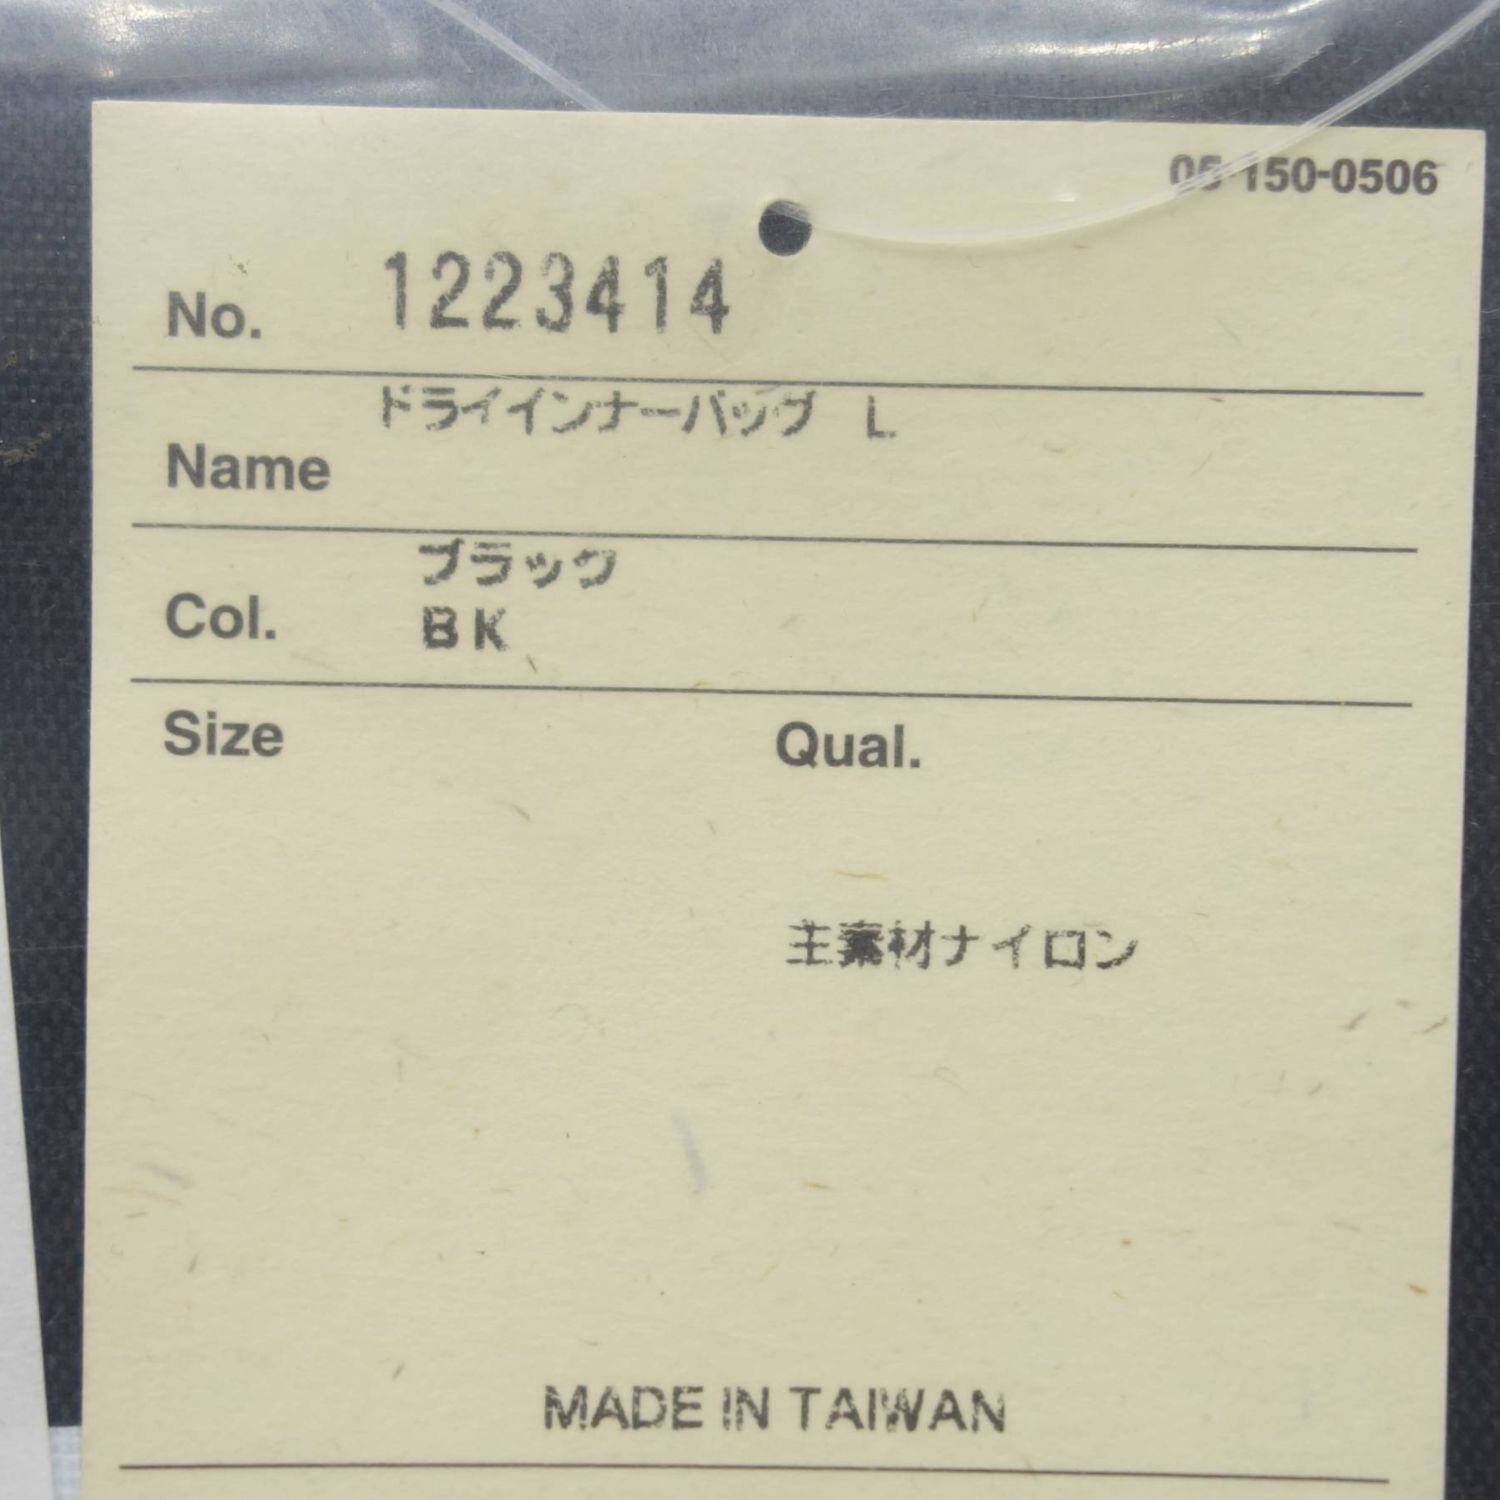 05-150-0506
No. 1223414
Name ドライインナーバッグ L
Col. ブラック
BK
Size Qual.
主素材ナイロン
MADE IN TAIWAN